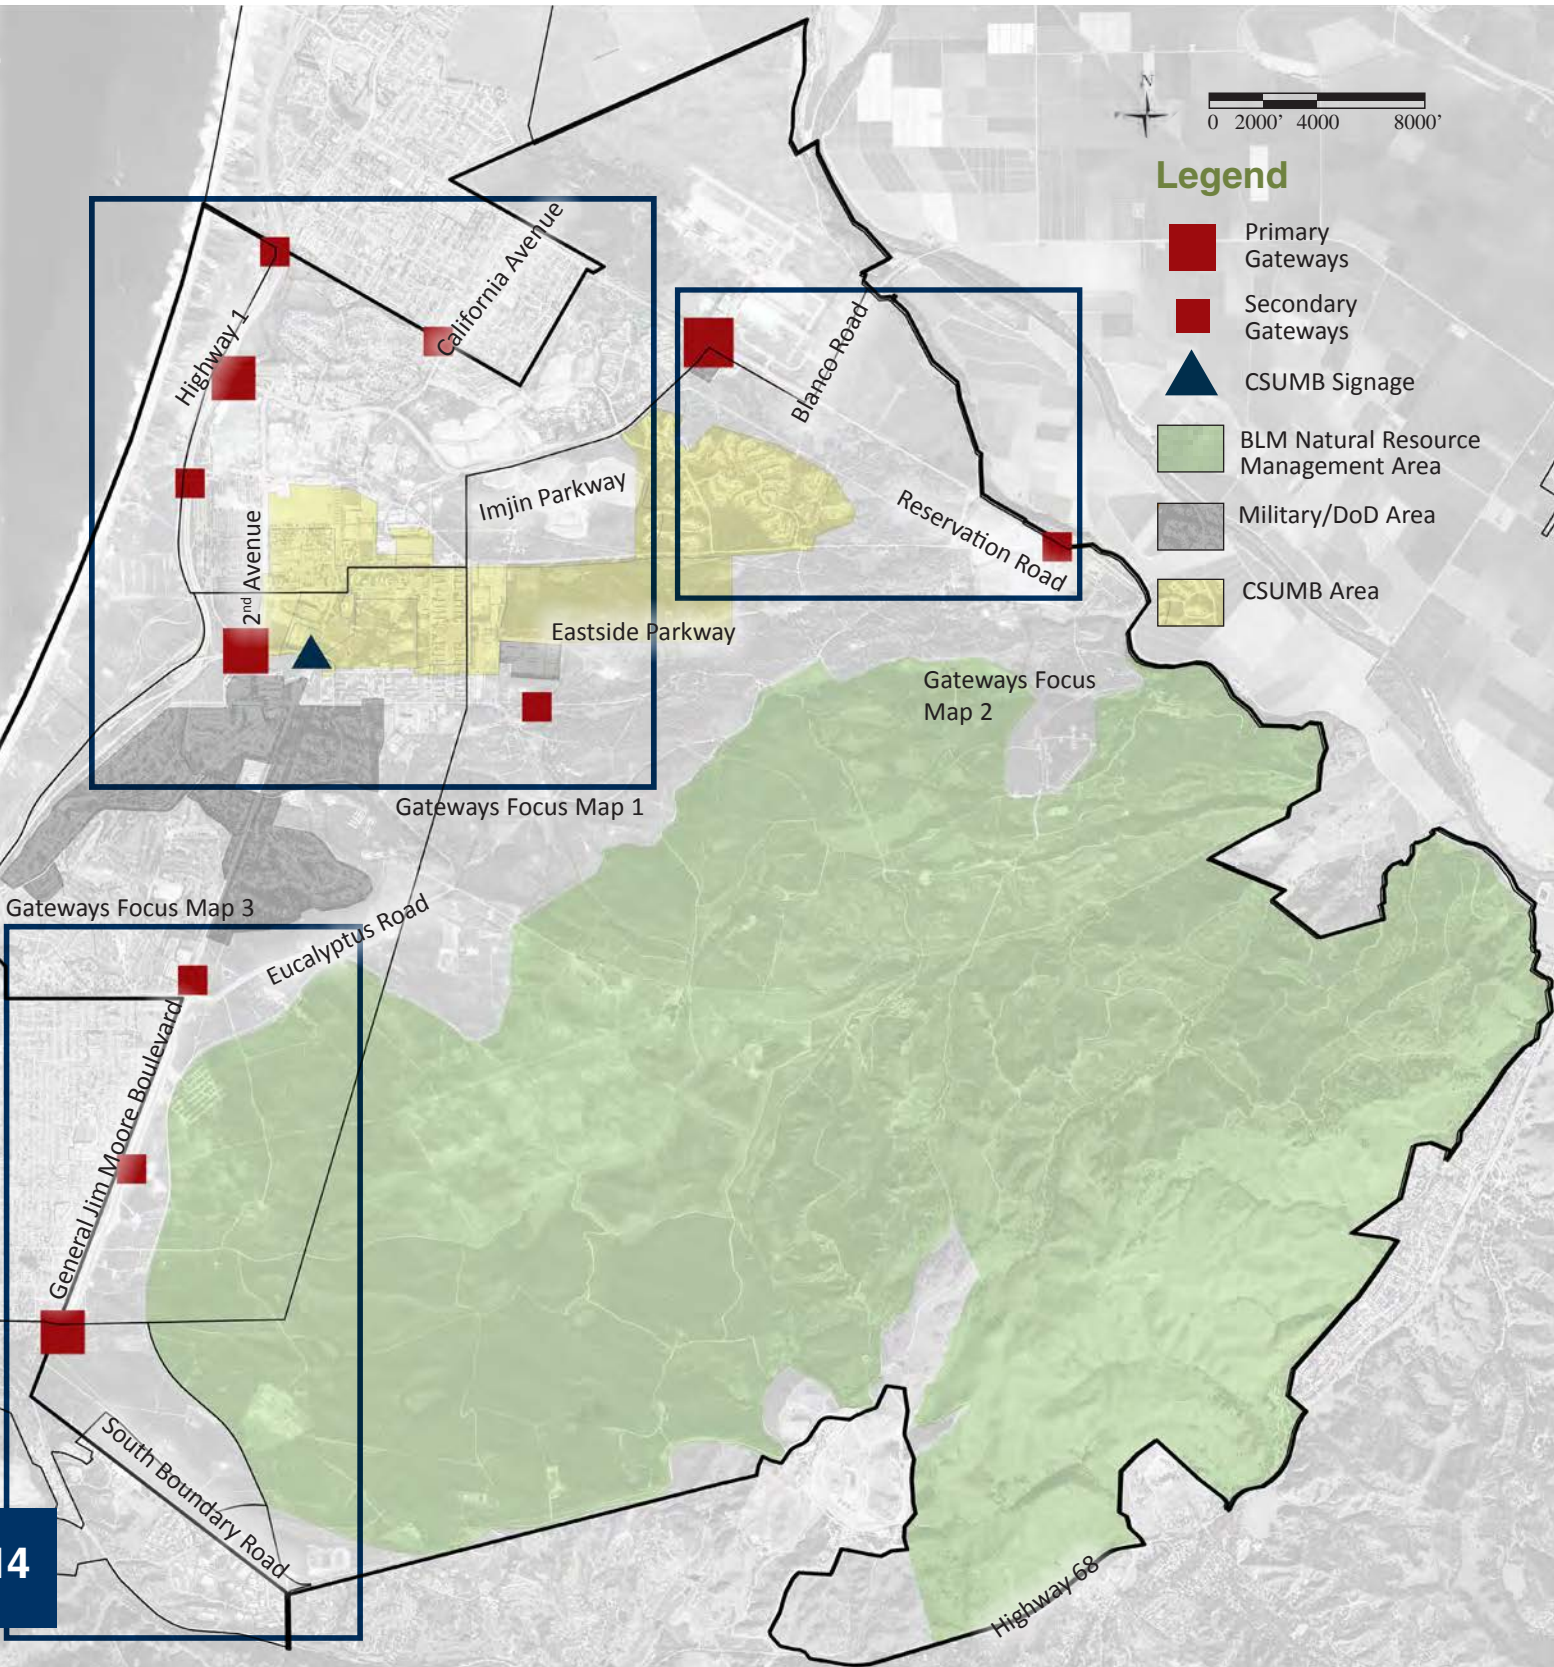 N
0 2000’ 4000 8000’
Legend
Primary
Gateways
Secondary
Gateways
CSUMB Signage
BLM Natural Resource
Management Area
Military/DoD Area
CSUMB Area
California Avenue
Highway 1
Blanco Road
Imjin Parkway
Reservation Road
2nd Avenue
Eastside Parkway
Gateways Focus
Map 2
Gateways Focus Map 1
Gateways Focus Map 3
Eucalyptus Road
General Jim Moore Boulevard
South Boundary Road
14
Highway 68